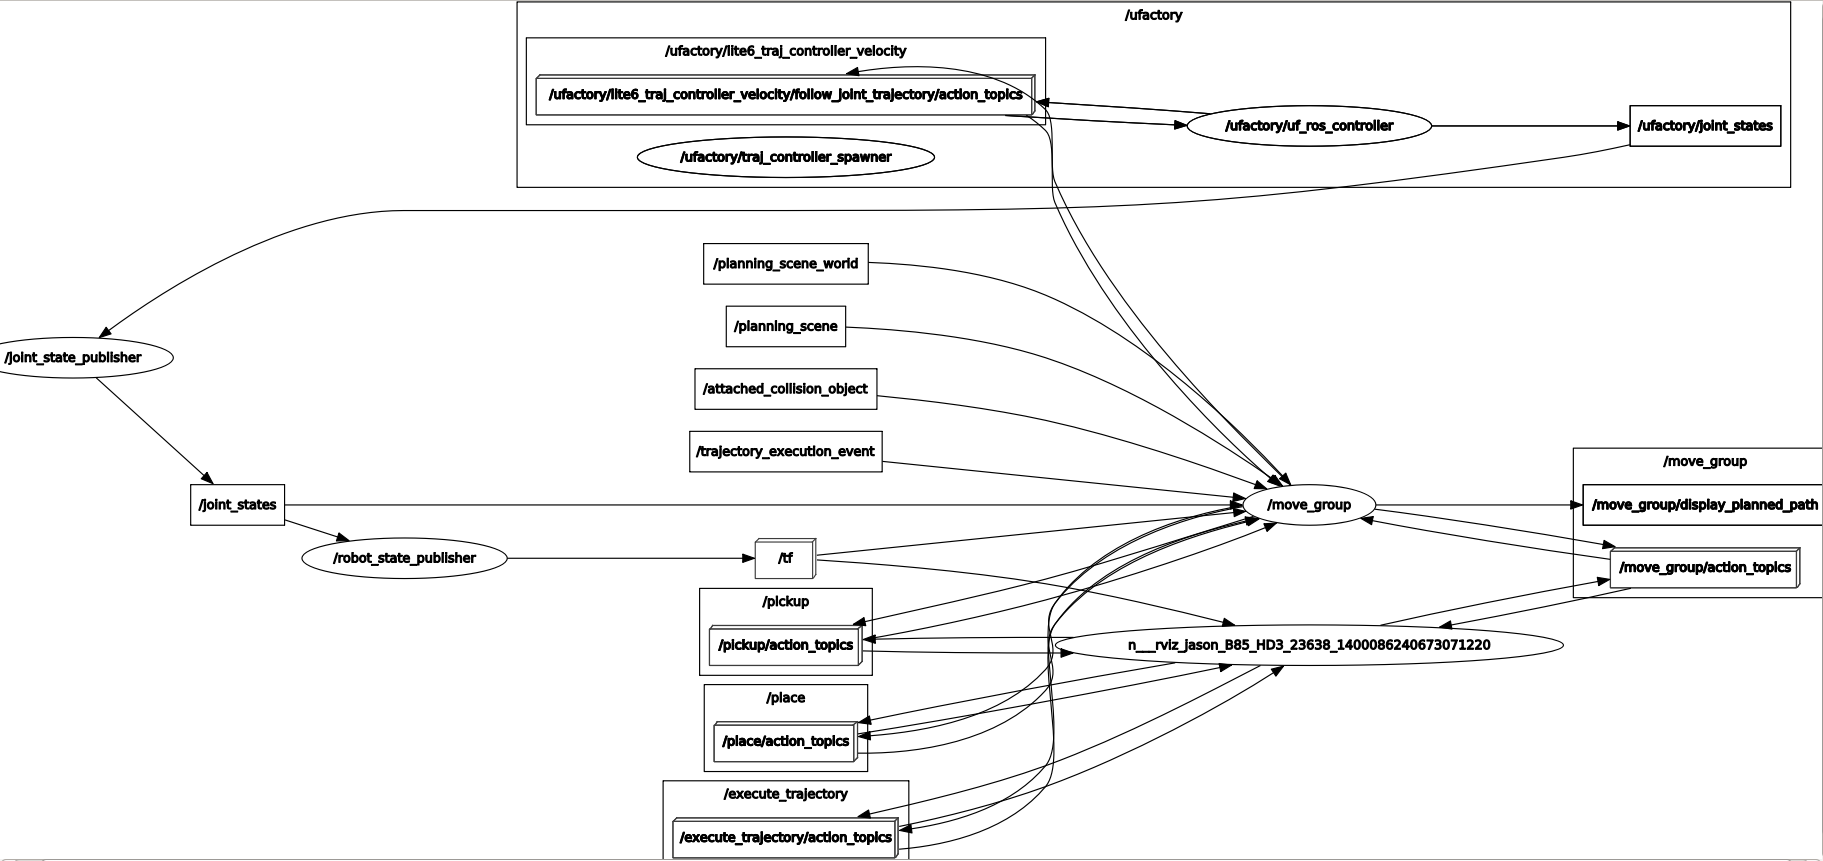 /ufactory
/ufactory/lite6_traj_controller_velocity
/ufactory/lite6_traj_controller_velocity/follow_joint_trajectory/action_topics
/ufactory/uf_ros_controller
/ufactory/joint_states
/ufactory/traj_controller_spawner
/planning_scene_world
/planning_scene
/joint_state_publisher
/attached_collision_object
/trajectory_execution_event
/move_group
/joint_states
/move_group
/move_group/display_planned_path
/robot_state_publisher
/tf
/move_group/action_topics
/pickup
/pickup/action_topics
n___rviz_jason_B85_HD3_23638_1400086240673071220
/place
/place/action_topics
/execute_trajectory
/execute_trajectory/action_topics